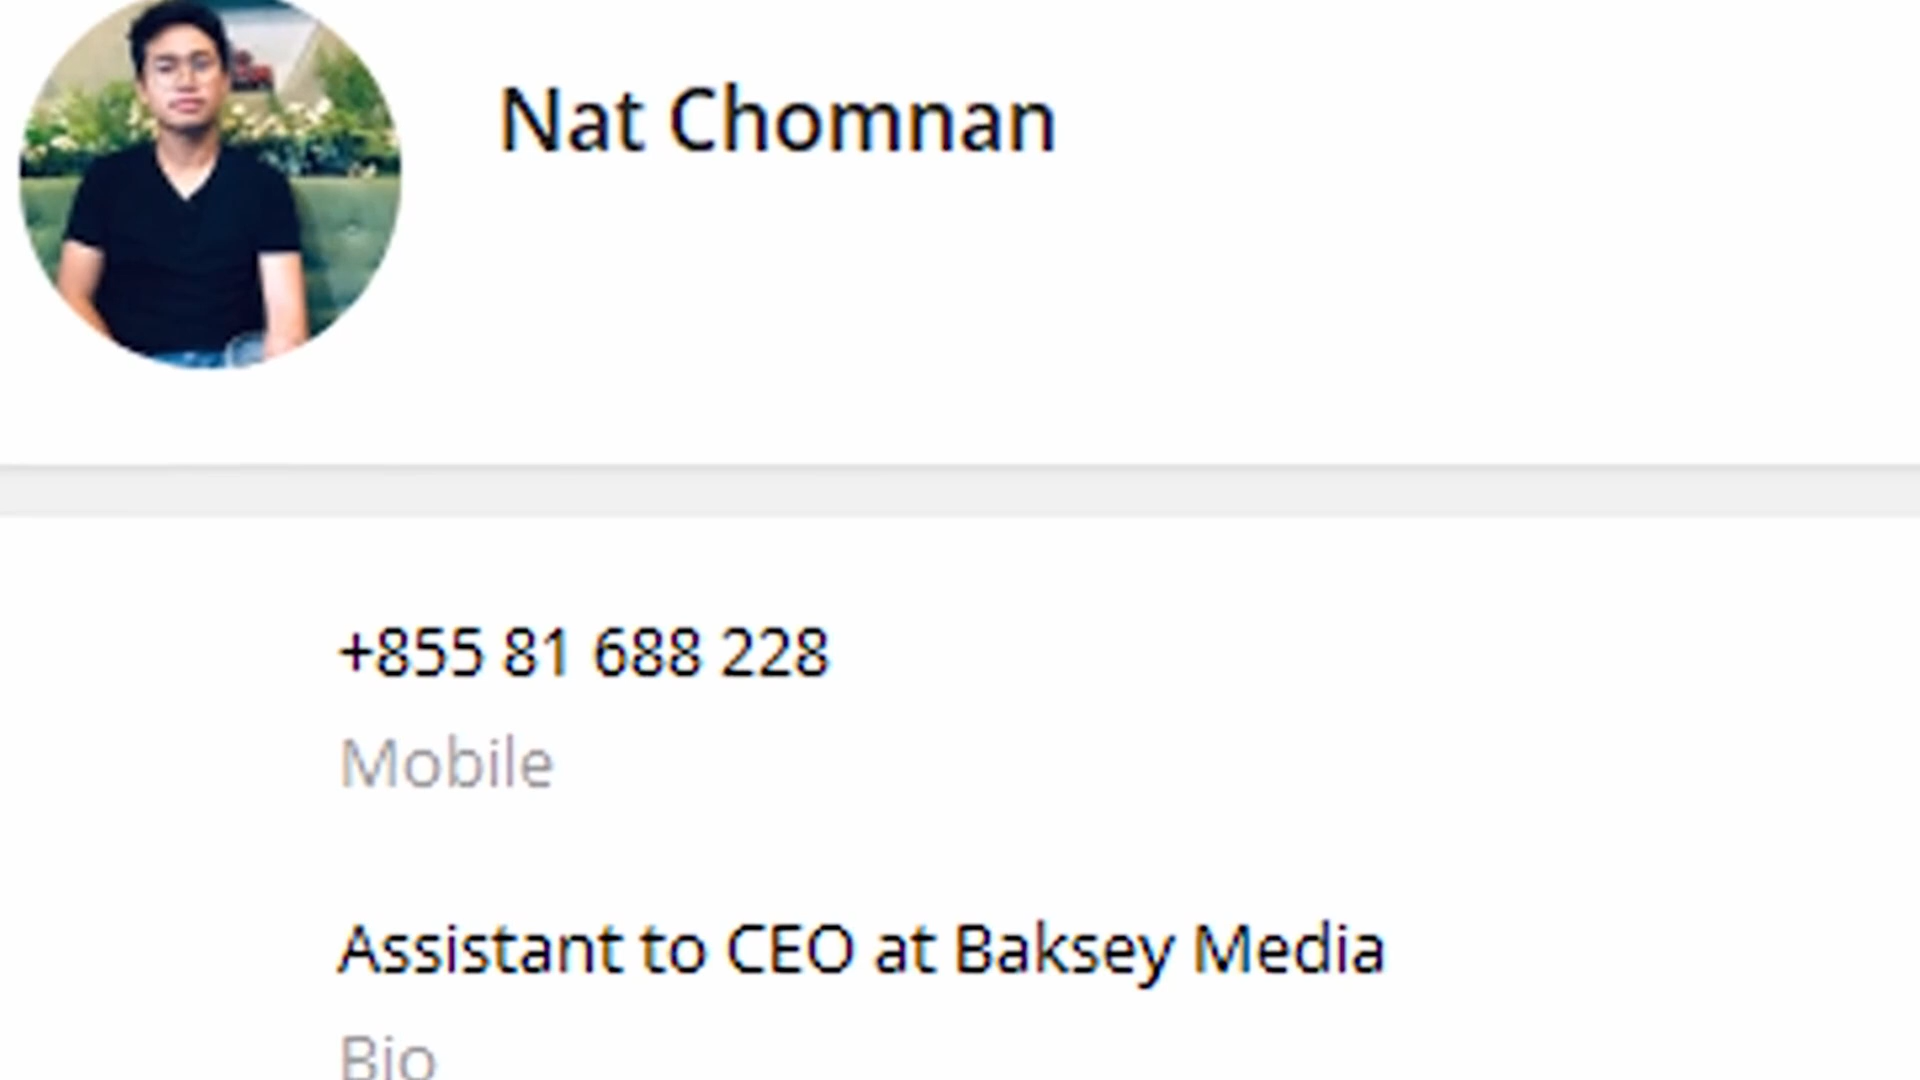 Nat Chomnan
+855 81 688 228
Mobile
Assistant to CEO at Baksey Media
Bio